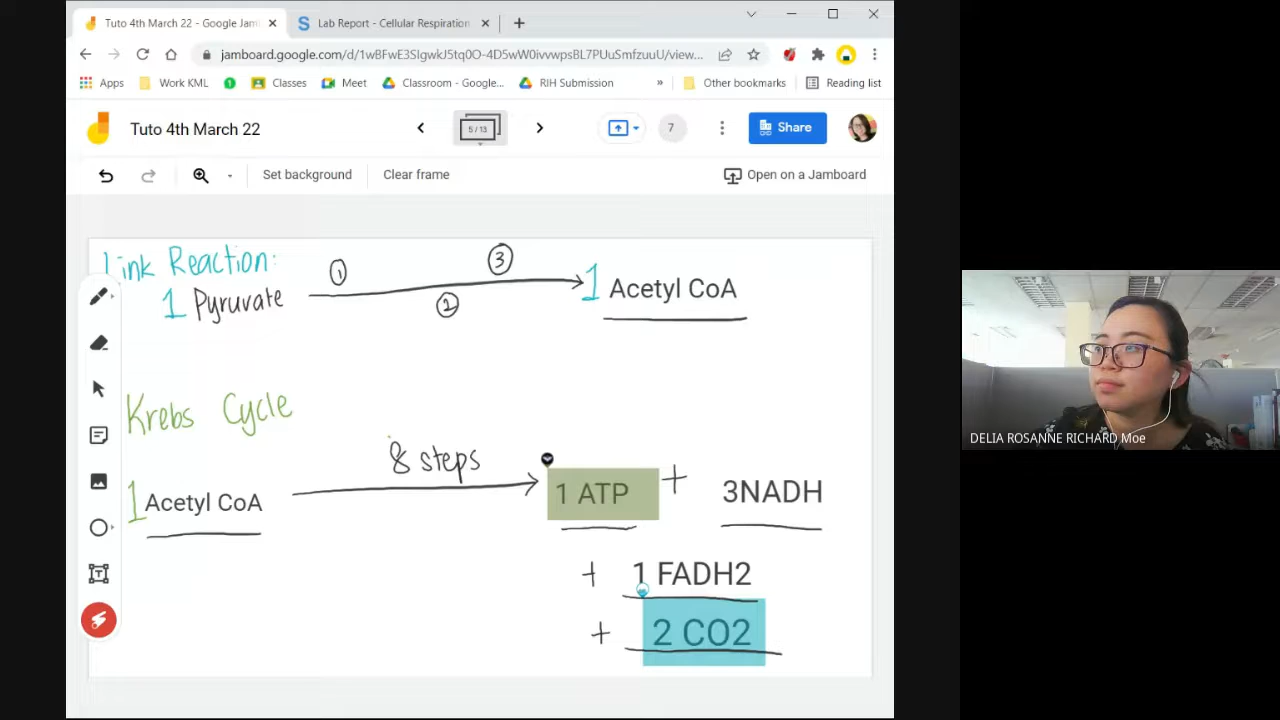 Tuto 4th March 22 - Google Jam
Lab Report - Cellular Respiration
jamboard.google.com/d/1wBFwE3SIgwkJ5tq0O-4D5wW0ivvwpsBL7PUuSmfzuuU/view...
Apps Work KML 1 Classes Meet Classroom - Google... RIH Submission » Other bookmarks Reading list
Tuto 4th March 22 5 / 13 7 Share
Set background Clear frame Open on a Jamboard
Link Reaction:
1 Pyruvate 1 2 3 1 Acetyl CoA
Krebs Cycle
8 steps
1 Acetyl CoA 1 ATP + 3NADH
+ 1 FADH2
+ 2 CO2
DELIA ROSANNE RICHARD Moe